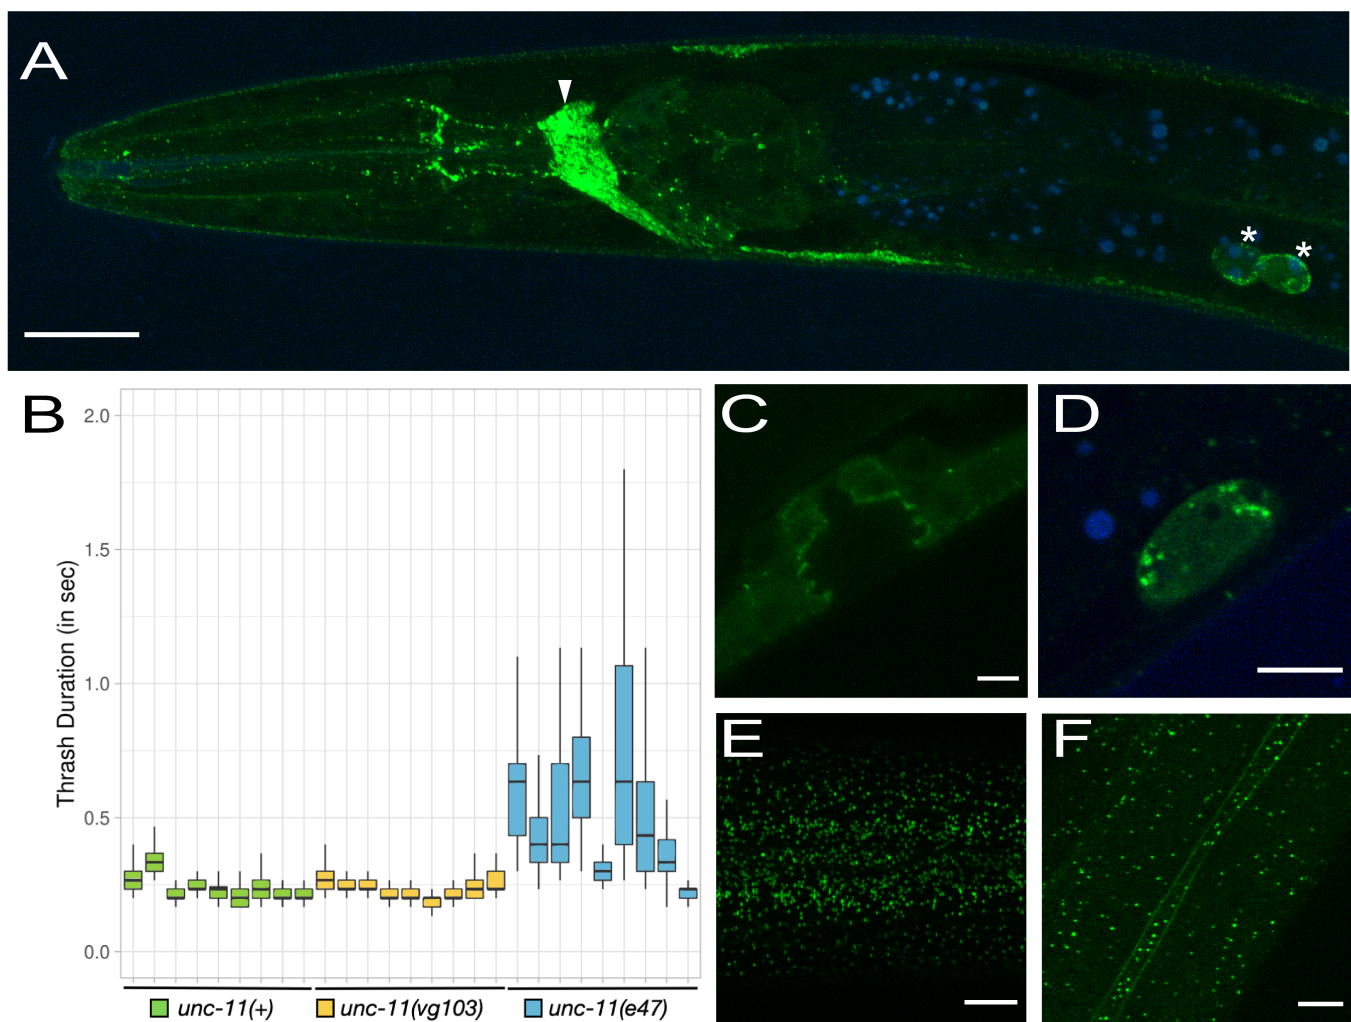 A
*
*
B
2.0
1.5
1.0
0.5
0.0
Thrash Duration (in sec)
unc-11(+)
unc-11(vg103)
unc-11(e47)
C
D
E
F